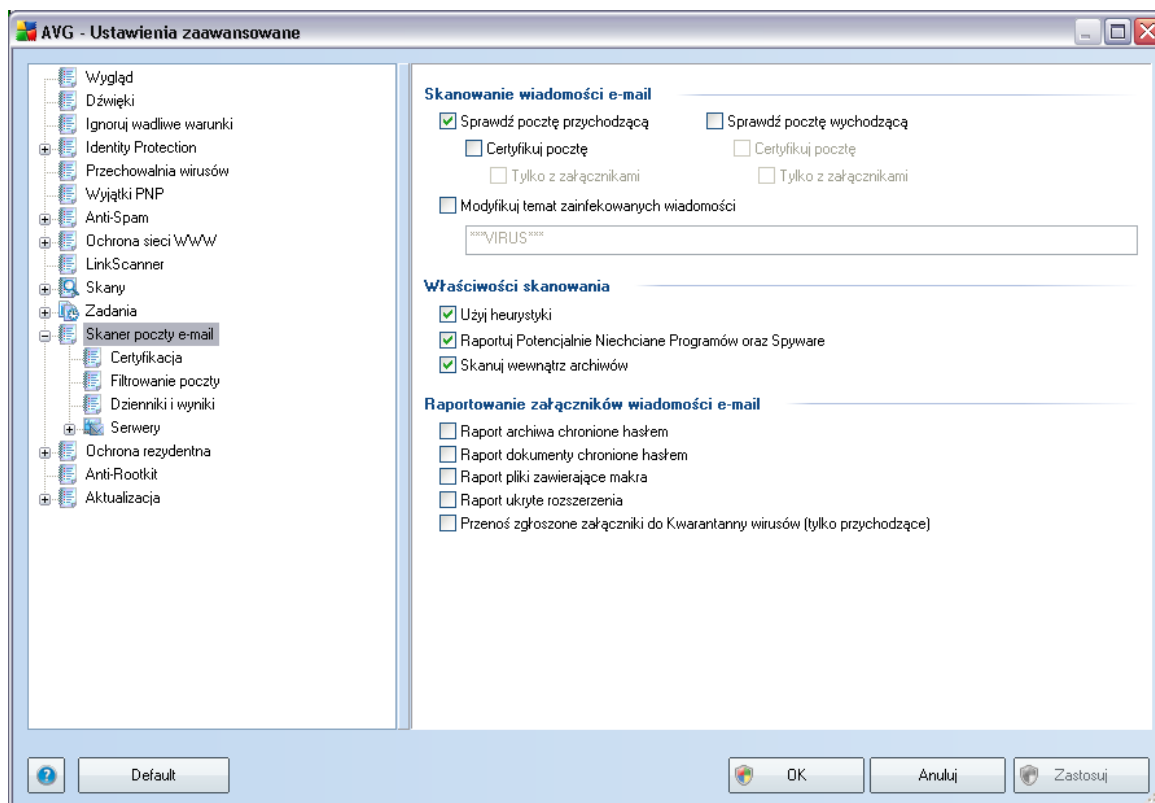 AVG - Ustawienia zaawansowane
Wygląd
Dźwięki
Ignoruj wadliwe warunki
Identity Protection
Przechowalnia wirusów
Wyjątki PNP
Anti-Spam
Ochrona sieci WWW
LinkScanner
Skany
Zadania
Skaner poczty e-mail
Certyfikacja
Filtrowanie poczty
Dzienniki i wyniki
Serwery
Ochrona rezydentna
Anti-Rootkit
Aktualizacja
Skanowanie wiadomości e-mail
Sprawdź pocztę przychodzącą
Sprawdź pocztę wychodzącą
Certyfikuj pocztę
Certyfikuj pocztę
Tylko z załącznikami
Tylko z załącznikami
Modyfikuj temat zainfekowanych wiadomości
***VIRUS***
Właściwości skanowania
Użyj heurystyki
Raportuj Potencjalnie Niechciane Programów oraz Spyware
Skanuj wewnątrz archiwów
Raportowanie załączników wiadomości e-mail
Raport archiwa chronione hasłem
Raport dokumenty chronione hasłem
Raport pliki zawierające makra
Raport ukryte rozszerzenia
Przenoś zgłoszone załączniki do Kwarantanny wirusów (tylko przychodzące)
Default
OK
Anuluj
Zastosuj